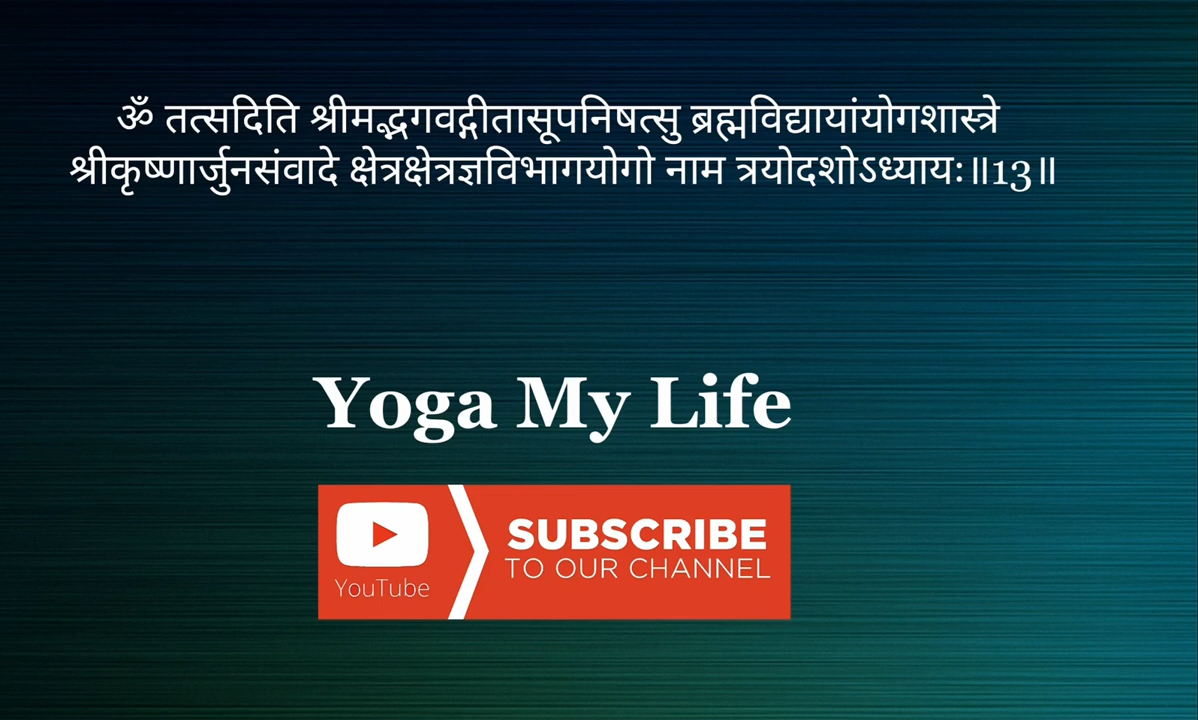 ॐ तत्सदिति श्रीमद्भगवद्गीतासूपनिषत्सु ब्रह्मविद्यायांयोगशास्त्रे
श्रीकृष्णार्जुनसंवादे क्षेत्रक्षेत्रज्ञविभागयोगो नाम त्रयोदशोऽध्यायः॥13॥
Yoga My Life
SUBSCRIBE
TO OUR CHANNEL
YouTube